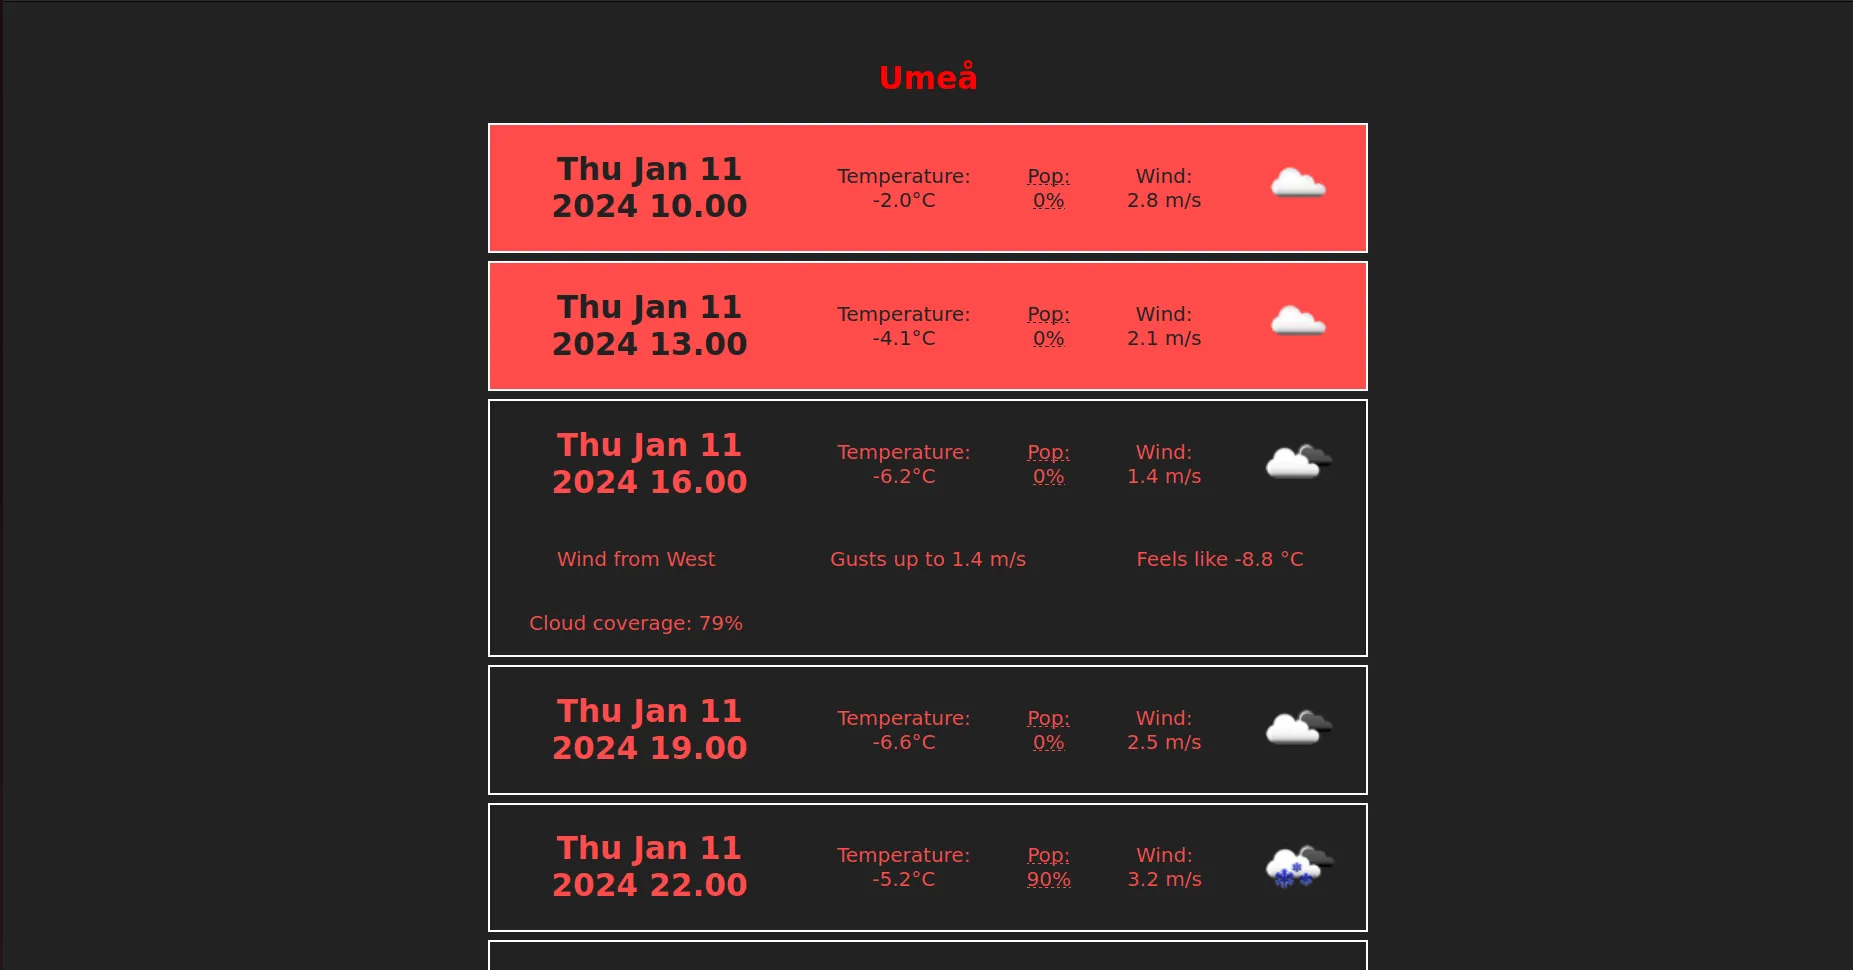 Umeå
Thu Jan 11
2024 10.00
Temperature:
-2.0°C
Pop:
0%
Wind:
2.8 m/s
Thu Jan 11
2024 13.00
Temperature:
-4.1°C
Pop:
0%
Wind:
2.1 m/s
Thu Jan 11
2024 16.00
Temperature:
-6.2°C
Pop:
0%
Wind:
1.4 m/s
Wind from West
Gusts up to 1.4 m/s
Feels like -8.8 °C
Cloud coverage: 79%
Thu Jan 11
2024 19.00
Temperature:
-6.6°C
Pop:
0%
Wind:
2.5 m/s
Thu Jan 11
2024 22.00
Temperature:
-5.2°C
Pop:
90%
Wind:
3.2 m/s